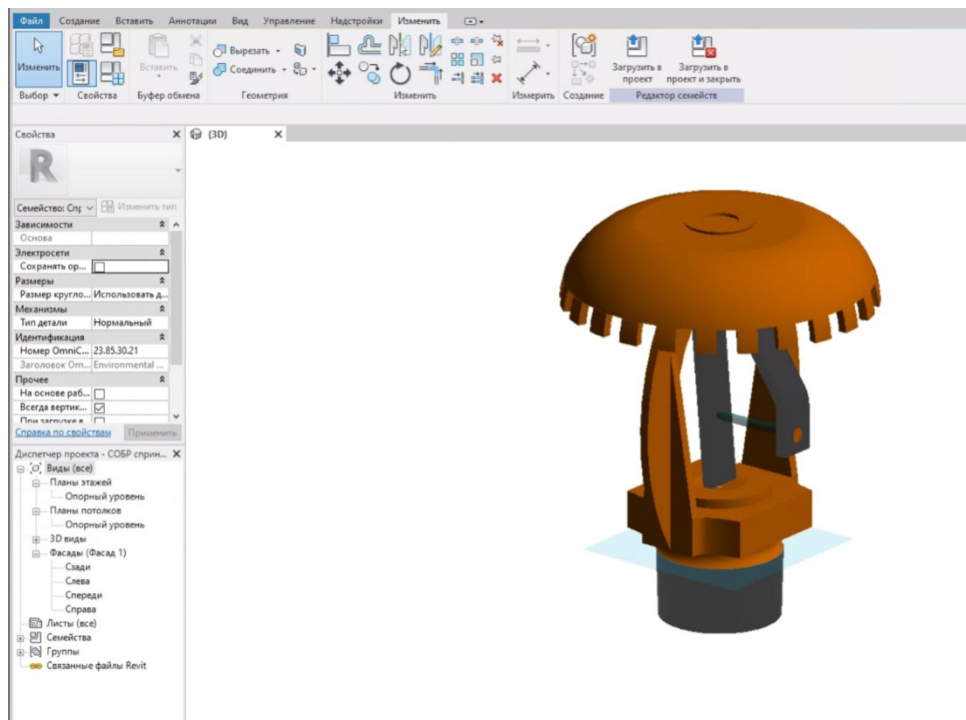 Файл Создание Вставить Аннотации Вид Управление Надстройки Изменить
Изменить Вставить Вырезать Соединить Загрузить в проект Загрузить в проект и закрыть
Выбор Свойства Буфер обмена Геометрия Изменить Измерить Создание Редактор семейств
Свойства
{3D}
R
Семейство: Спр Изменить тип
Зависимости
Основа
Электросети
Сохранять ор...
Размеры
Размер кругло... Использовать д...
Механизмы
Тип детали Нормальный
Идентификация
Номер OmniC... 23.85.30.21
Заголовок Om... Environmental ...
Прочее
На основе раб...
Всегда вертик...
При загрузке в
Справка по свойствам Применить
Диспетчер проекта - СОБР сприн...
Виды (все)
Планы этажей
Опорный уровень
Планы потолков
Опорный уровень
3D виды
Фасады (Фасад 1)
Сзади
Слева
Спереди
Справа
Листы (все)
Семейства
Группы
Связанные файлы Revit